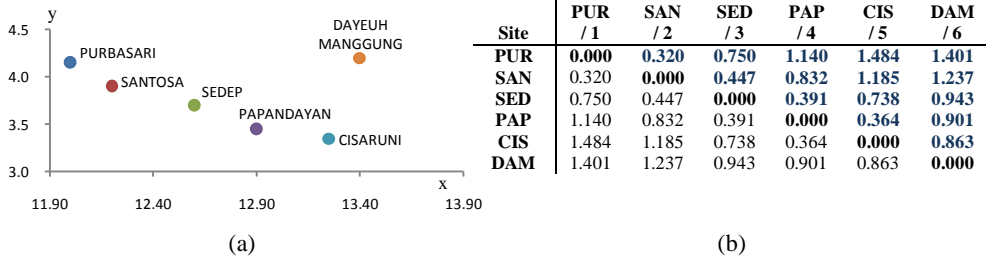 y
4.5
4.0
3.5
3.0
11.90 12.40 12.90 13.40 13.90
x
PURBASARI
SANTOSA
SEDEP
PAPANDAYAN
CISARUNI
DAYEUH
MANGGUNG
(a)
PUR SAN SED PAP CIS DAM
Site / 1 / 2 / 3 / 4 / 5 / 6
PUR 0.000 0.320 0.750 1.140 1.484 1.401
SAN 0.320 0.000 0.447 0.832 1.185 1.237
SED 0.750 0.447 0.000 0.391 0.738 0.943
PAP 1.140 0.832 0.391 0.000 0.364 0.901
CIS 1.484 1.185 0.738 0.364 0.000 0.863
DAM 1.401 1.237 0.943 0.901 0.863 0.000
(b)